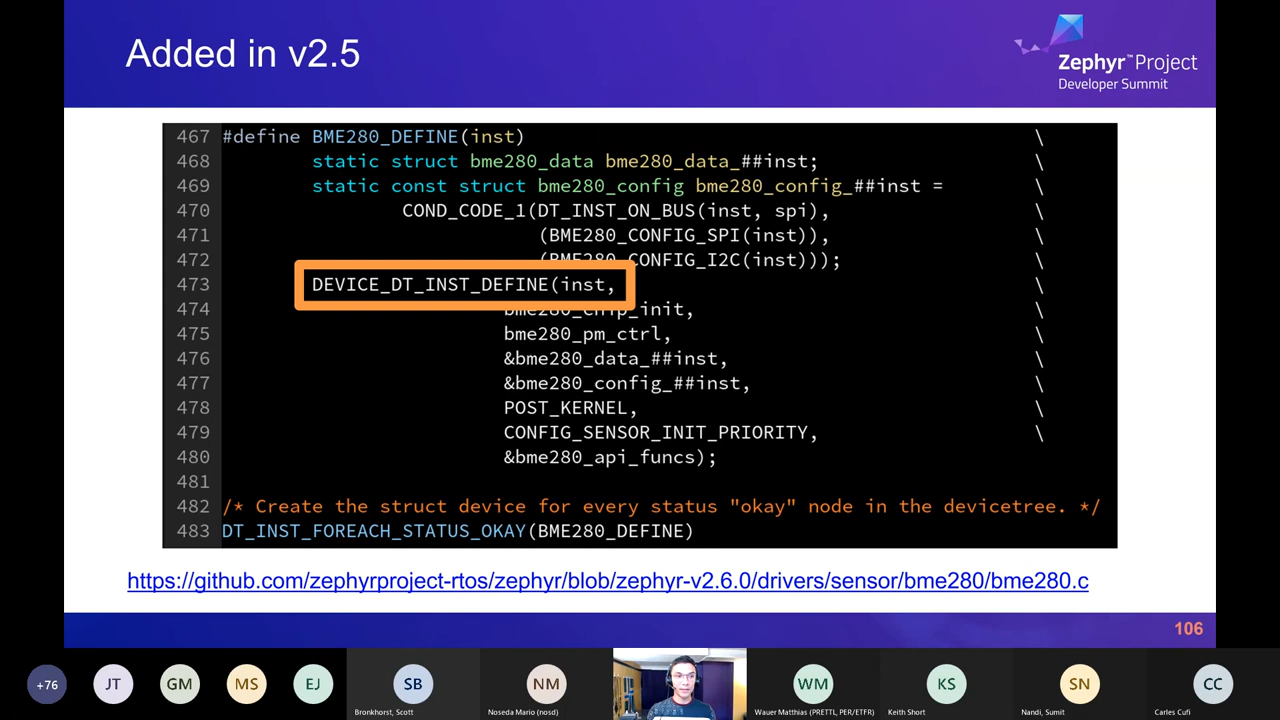 Added in v2.5
Zephyr™Project
Developer Summit
467 #define BME280_DEFINE(inst) \
468 static struct bme280_data bme280_data_##inst; \
469 static const struct bme280_config bme280_config_##inst = \
470 COND_CODE_1(DT_INST_ON_BUS(inst, spi), \
471 (BME280_CONFIG_SPI(inst)), \
472 (BME280_CONFIG_I2C(inst))); \
473 DEVICE_DT_INST_DEFINE(inst, \
474 bme280_chip_init, \
475 bme280_pm_ctrl, \
476 &bme280_data_##inst, \
477 &bme280_config_##inst, \
478 POST_KERNEL, \
479 CONFIG_SENSOR_INIT_PRIORITY, \
480 &bme280_api_funcs);
481
482 /* Create the struct device for every status "okay" node in the devicetree. */
483 DT_INST_FOREACH_STATUS_OKAY(BME280_DEFINE)
https://github.com/zephyrproject-rtos/zephyr/blob/zephyr-v2.6.0/drivers/sensor/bme280/bme280.c
106
+76 JT GM MS EJ SB NM WM KS SN CC
Bronkhorst, Scott Noseda Mario (nosd) Wauer Matthias (PRETTL, PER/ETFR) Keith Short Nandi, Sumit Carles Cufi